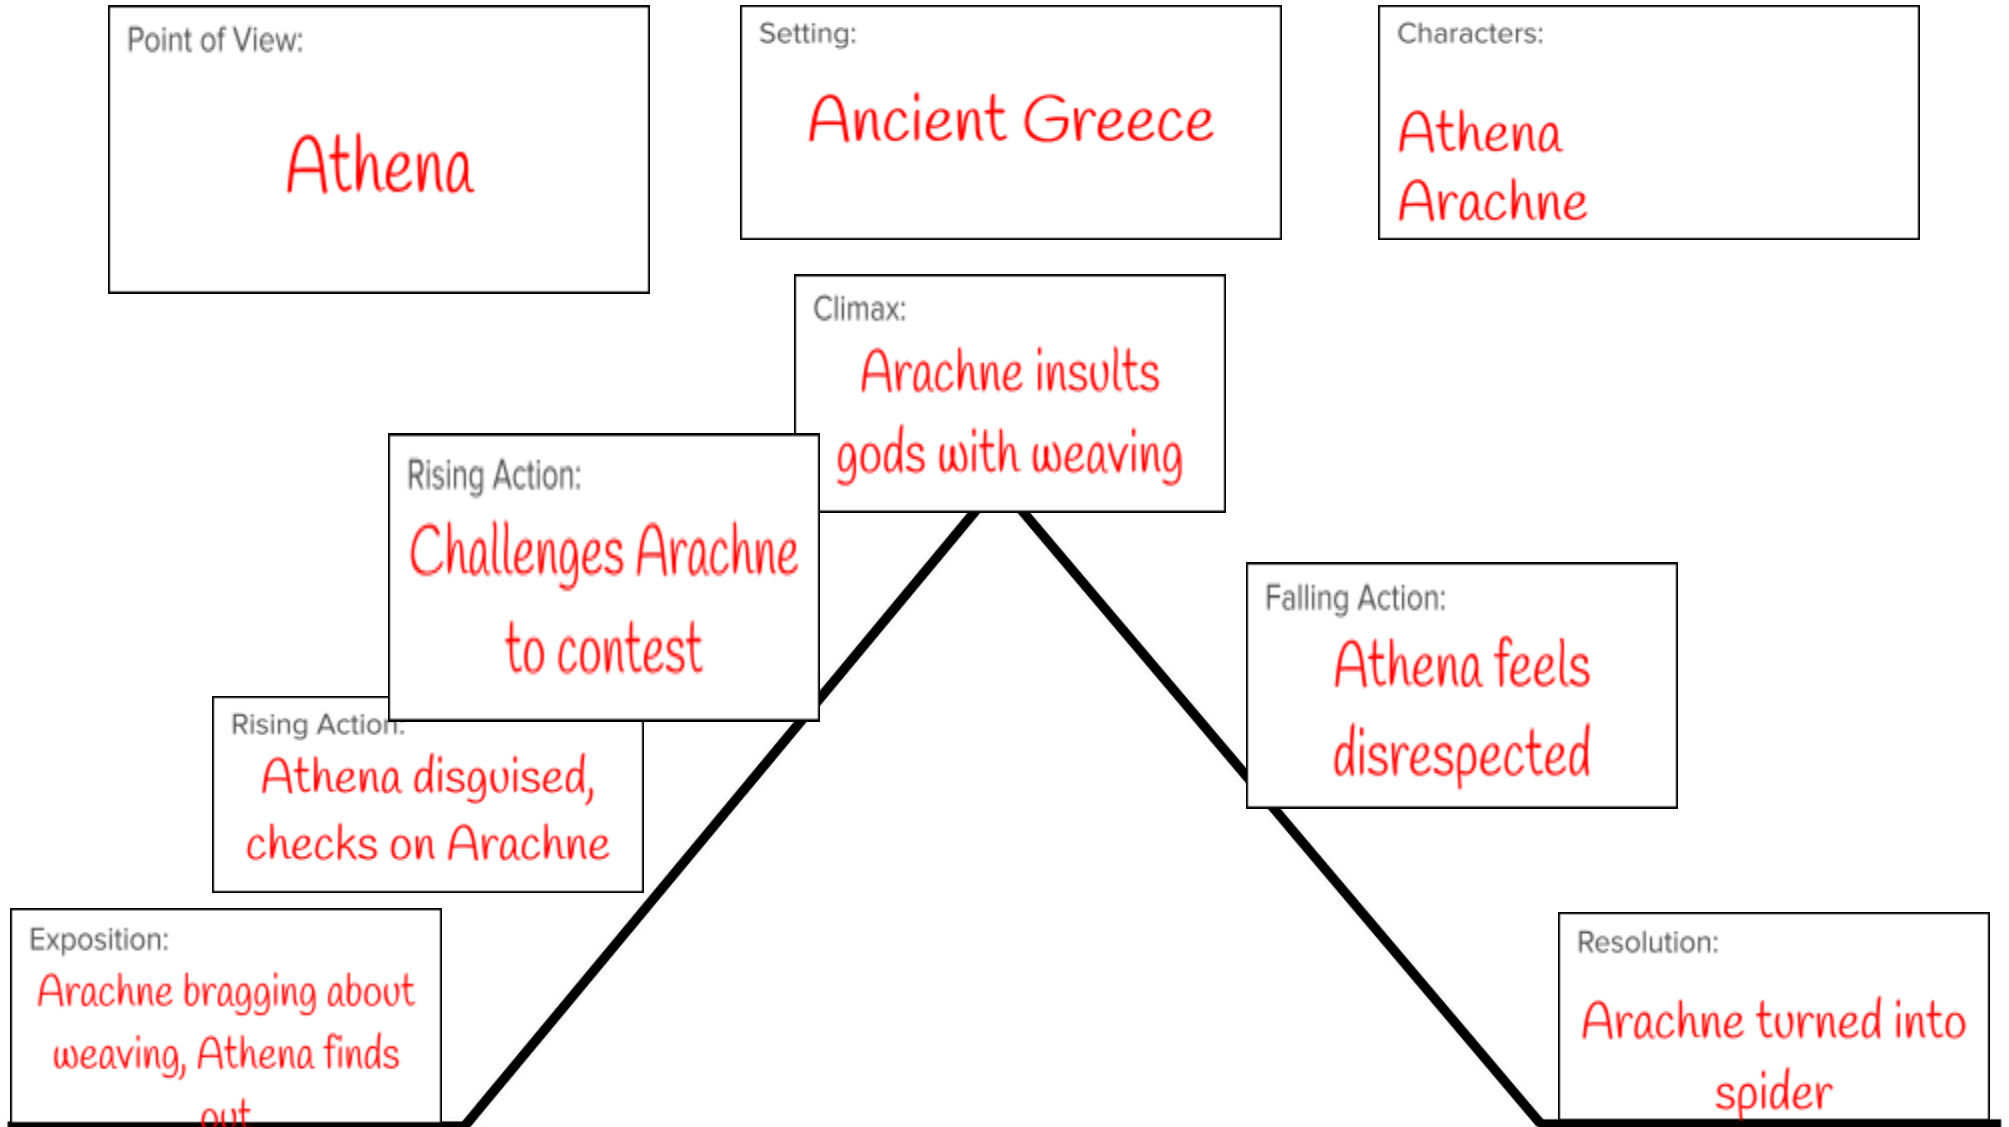 Point of View:
Athena
Setting:
Ancient Greece
Characters:
Athena
Arachne
Climax:
Arachne insults
gods with weaving
Rising Action:
Challenges Arachne
to contest
Rising Action:
Athena disguised,
checks on Arachne
Exposition:
Arachne bragging about
weaving, Athena finds
out
Falling Action:
Athena feels
disrespected
Resolution:
Arachne turned into
spider